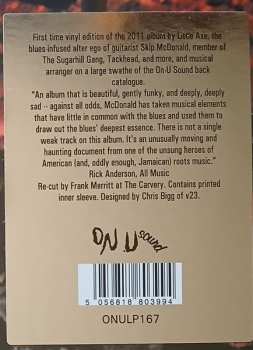 First time vinyl edition of the 2011 album by Little Axe, the
blues-infused alter ego of guitarist Skip McDonald, member of
The Sugarhill Gang, Tackhead, and more, and musical
arranger on a large swathe of the On-U Sound back
catalogue.
"An album that is beautiful, gently funky, and deeply, deeply
sad -- against all odds, McDonald has taken musical elements
that have little in common with the blues and used them to
draw out the blues' deepest essence. There is not a single
weak track on this album. It's an unusually moving and
haunting document from one of the unsung heroes of
American (and, oddly enough, Jamaican) roots music."
Rick Anderson, All Music
Re-cut by Frank Merritt at The Carvery. Contains printed
inner sleeve. Designed by Chris Bigg of v23.
ON U sound
5 056818 803994
ONULP167